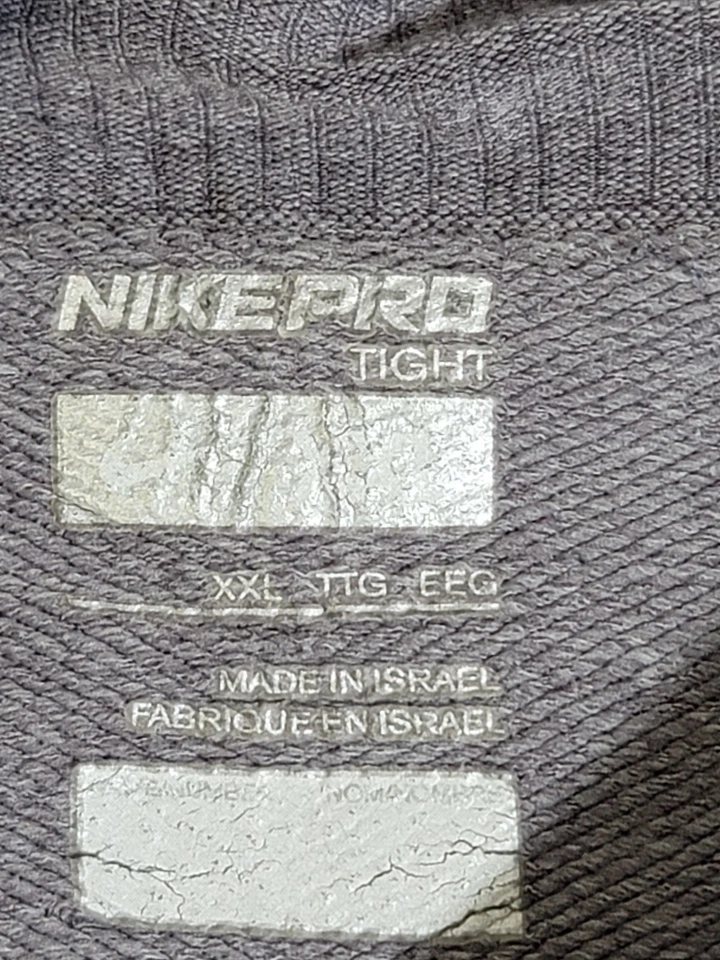 NIKEPRO
TIGHT
XXL TTG EEG
MADE IN ISRAEL
FABRIQUE EN ISRAEL